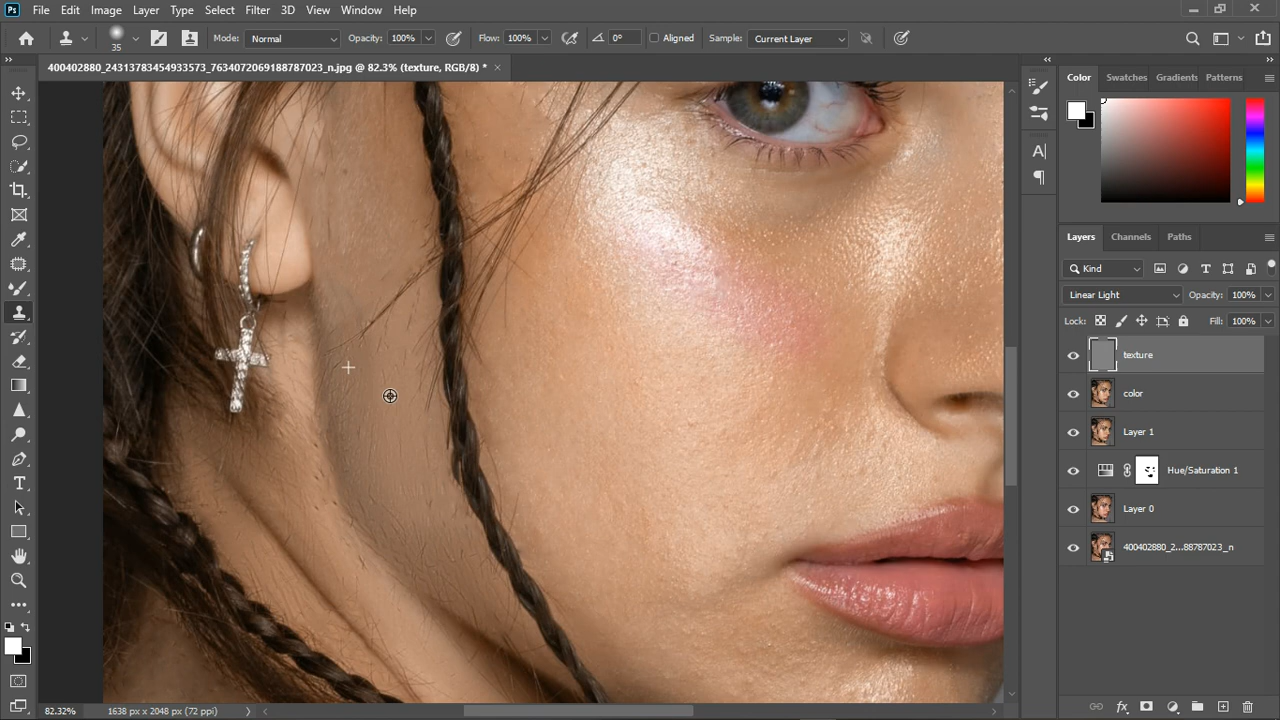 Ps File Edit Image Layer Type Select Filter 3D View Window Help
35 Mode: Normal Opacity: 100% Flow: 100% 0° Aligned Sample: Current Layer
400402880_24313783454933573_7634072069188787023_n.jpg @ 82.3% (texture, RGB/8) *
Color Swatches Gradients Patterns
Layers Channels Paths
Kind
Linear Light Opacity: 100%
Lock: Fill: 100%
texture
color
Layer 1
Hue/Saturation 1
Layer 0
400402880_2...88787023_n
82.32% 1638 px x 2048 px (72 ppi)